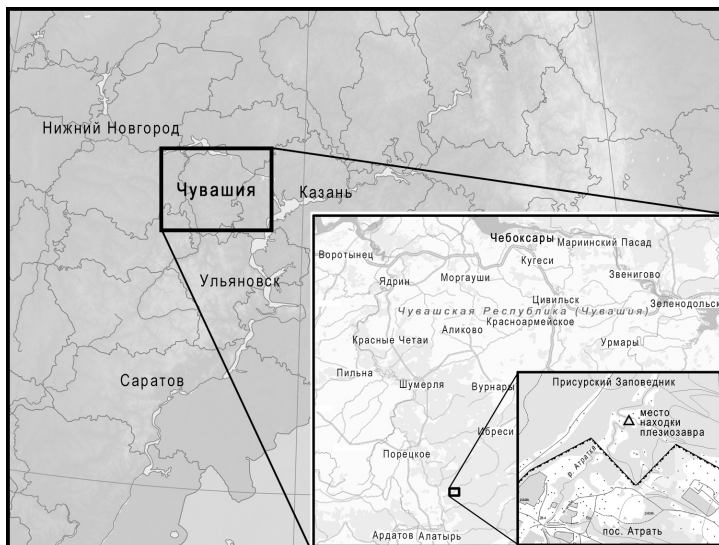 Нижний Новгород
Чувашия
Казань
Ульяновск
Саратов
Чебоксары
Мариинский Посад
Воротынец
Кугеси
Звенигово
Ядрин
Моргауши
Цивильск
Зеленодольск
Чувашская Республика (Чувашия)
Аликово
Красноармейское
Красные Четаи
Урмары
Пильна
Шумерля
Вурнары
Ибреси
Порецкое
Ардатов
Алатырь
Присурский Заповедник
место
находки
плезиозавра
р. Атратка
пос. Атрать